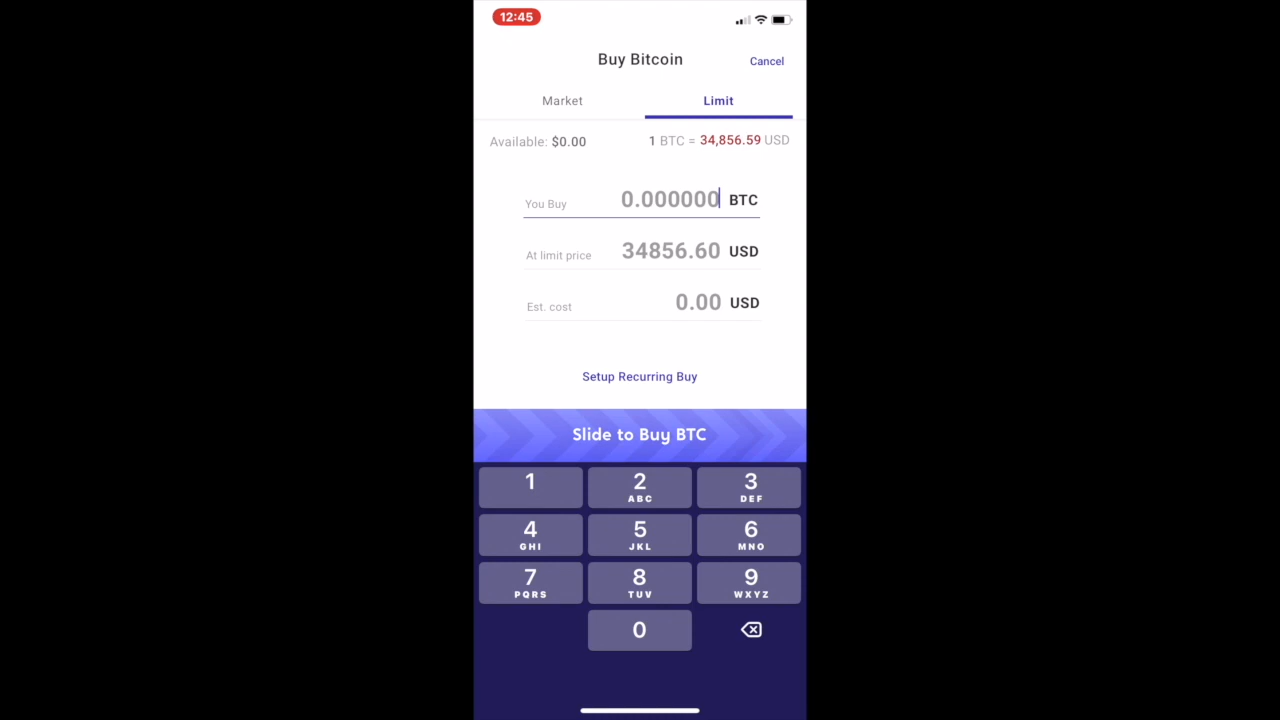 12:45
Buy Bitcoin
Cancel
Market
Limit
Available: $0.00
1 BTC = 34,856.59 USD
You Buy 0.000000 BTC
At limit price 34856.60 USD
Est. cost 0.00 USD
Setup Recurring Buy
Slide to Buy BTC
1 2 3
ABC DEF
4 5 6
GHI JKL MNO
7 8 9
PQRS TUV WXYZ
0